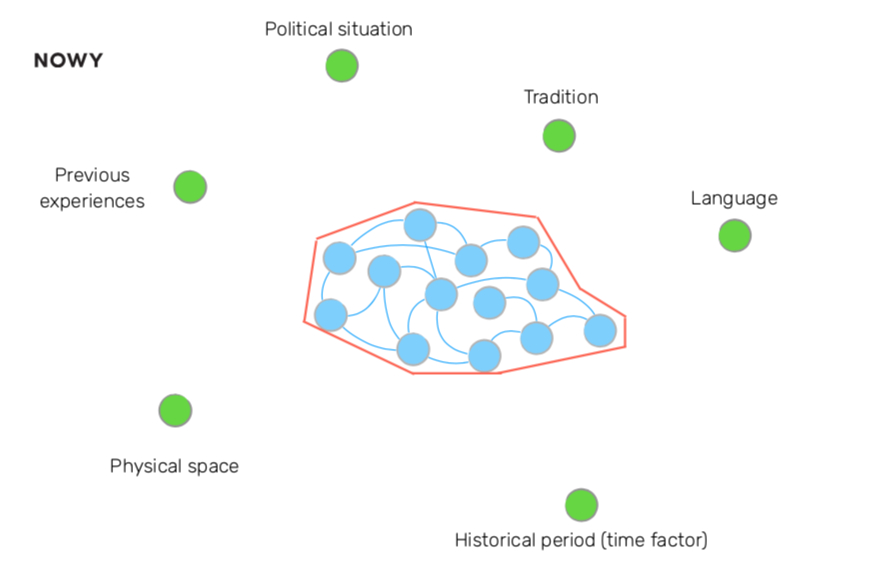 Political situation
NOWY
Tradition
Previous
experiences
Language
Physical space
Historical period (time factor)